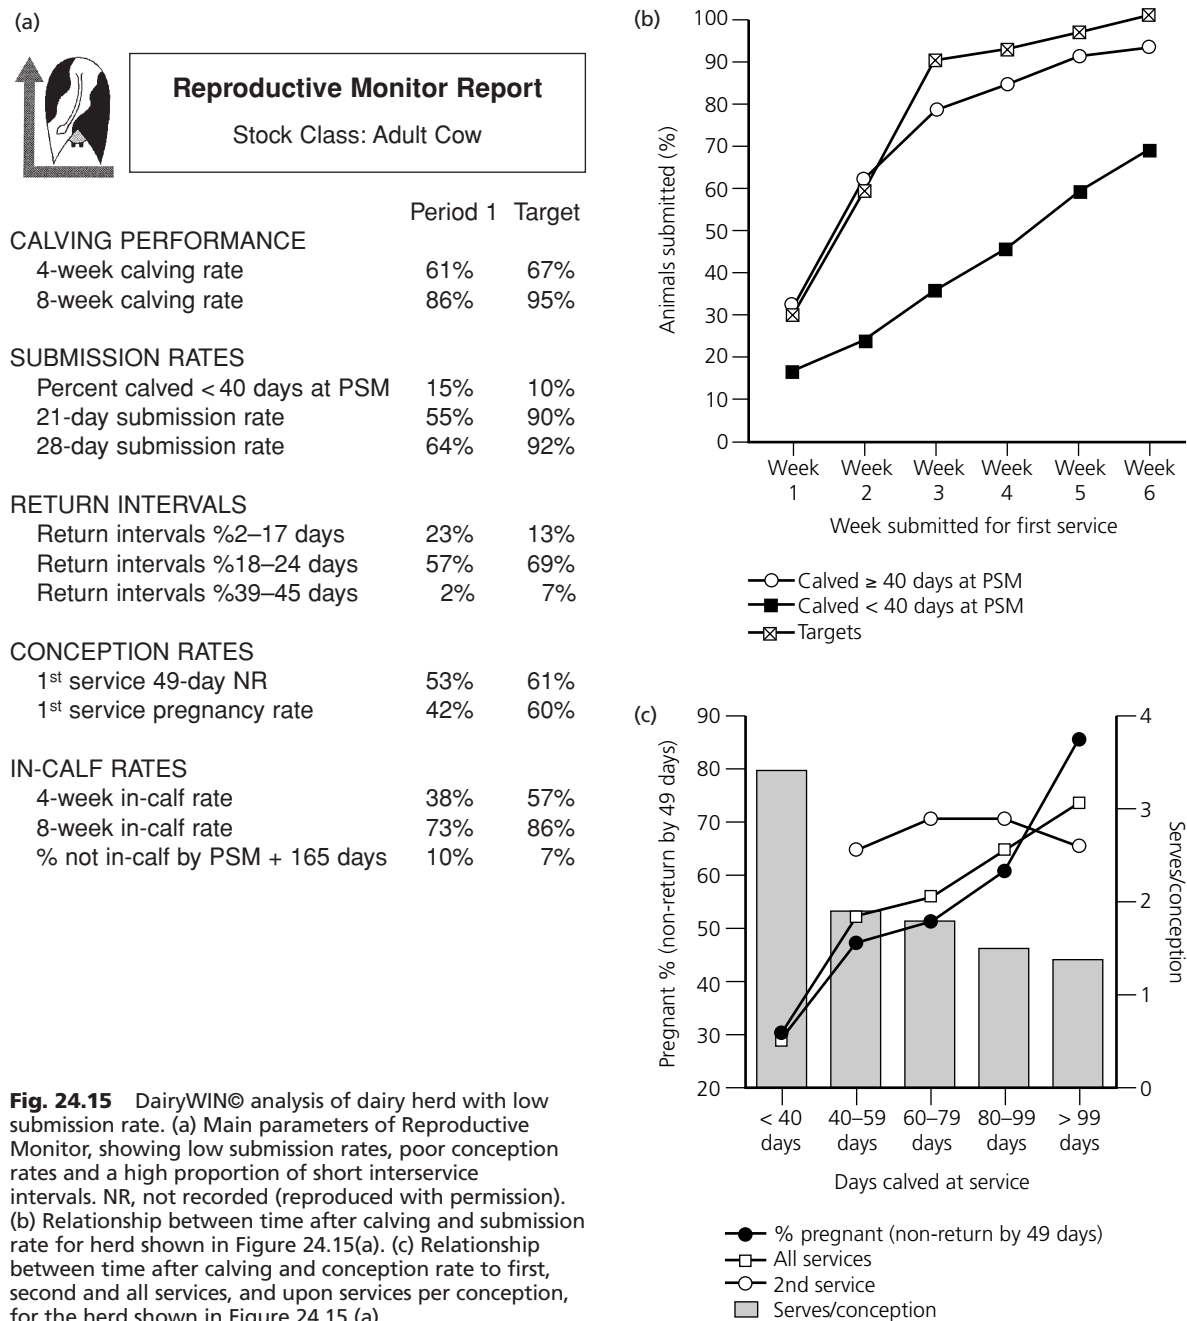 (a)
Reproductive Monitor Report
Stock Class: Adult Cow
Period 1 Target
CALVING PERFORMANCE
4-week calving rate 61% 67%
8-week calving rate 86% 95%
SUBMISSION RATES
Percent calved < 40 days at PSM 15% 10%
21-day submission rate 55% 90%
28-day submission rate 64% 92%
RETURN INTERVALS
Return intervals %2–17 days 23% 13%
Return intervals %18–24 days 57% 69%
Return intervals %39–45 days 2% 7%
CONCEPTION RATES
1st service 49-day NR 53% 61%
1st service pregnancy rate 42% 60%
IN-CALF RATES
4-week in-calf rate 38% 57%
8-week in-calf rate 73% 86%
% not in-calf by PSM + 165 days 10% 7%
Fig. 24.15 DairyWIN© analysis of dairy herd with low
submission rate. (a) Main parameters of Reproductive
Monitor, showing low submission rates, poor conception
rates and a high proportion of short interservice
intervals. NR, not recorded (reproduced with permission).
(b) Relationship between time after calving and submission
rate for herd shown in Figure 24.15(a). (c) Relationship
between time after calving and conception rate to first,
second and all services, and upon services per conception,
for the herd shown in Figure 24.15 (a).
(b)
Animals submitted (%)
100
90
80
70
60
50
40
30
20
10
0
Week Week Week Week Week Week
1 2 3 4 5 6
Week submitted for first service
Calved ≥ 40 days at PSM
Calved < 40 days at PSM
Targets
(c)
Pregnant % (non-return by 49 days)
90
80
70
60
50
40
30
20
4
3
2
1
0
Serves/conception
< 40 40–59 60–79 80–99 > 99
days days days days days
Days calved at service
% pregnant (non-return by 49 days)
All services
2nd service
Serves/conception